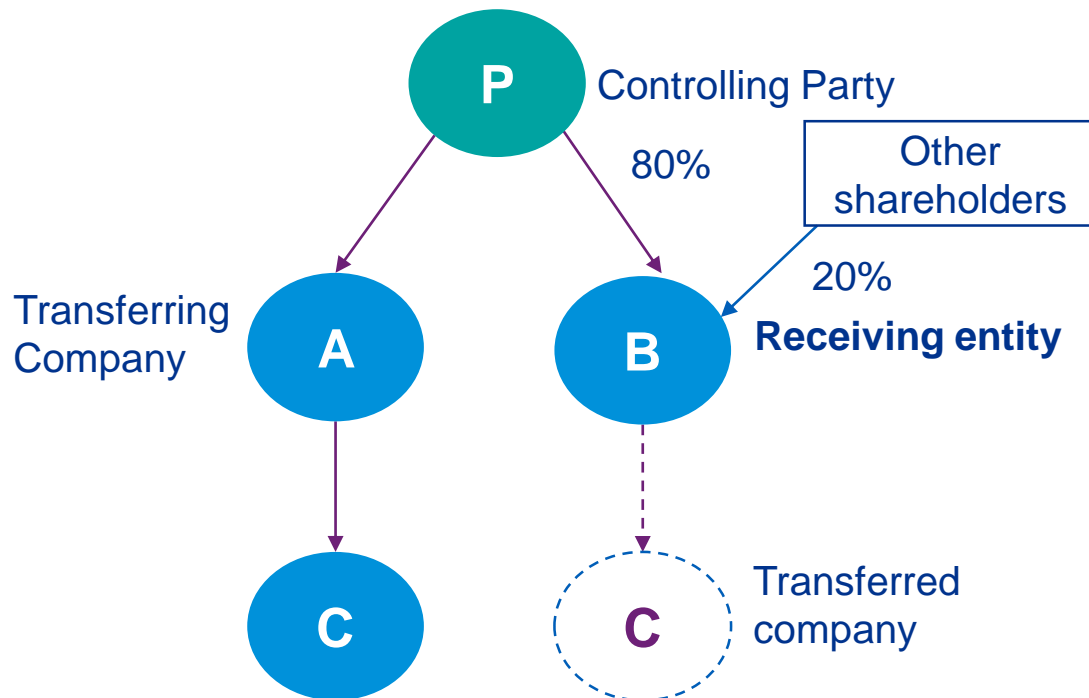 P
Controlling Party
80%
Other
shareholders
20%
Transferring
Company
A
B
Receiving entity
C
C
Transferred
company